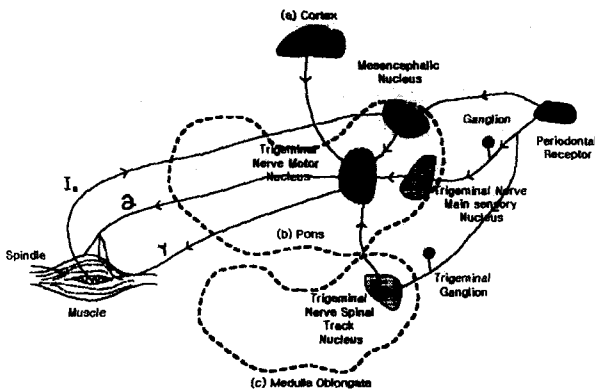 (a) Cortex
Mesencephalic
Nucleus
Ganglion
Periodontal
Receptor
Trigeminal
Nerve Motor
Nucleus
Trigeminal Nerve
Main sensory
Nucleus
Iₐ
a
γ
(b) Pons
Spindle
Muscle
Trigeminal
Ganglion
Trigeminal
Nerve Spinal
Track
Nucleus
(c) Medulla Oblongata